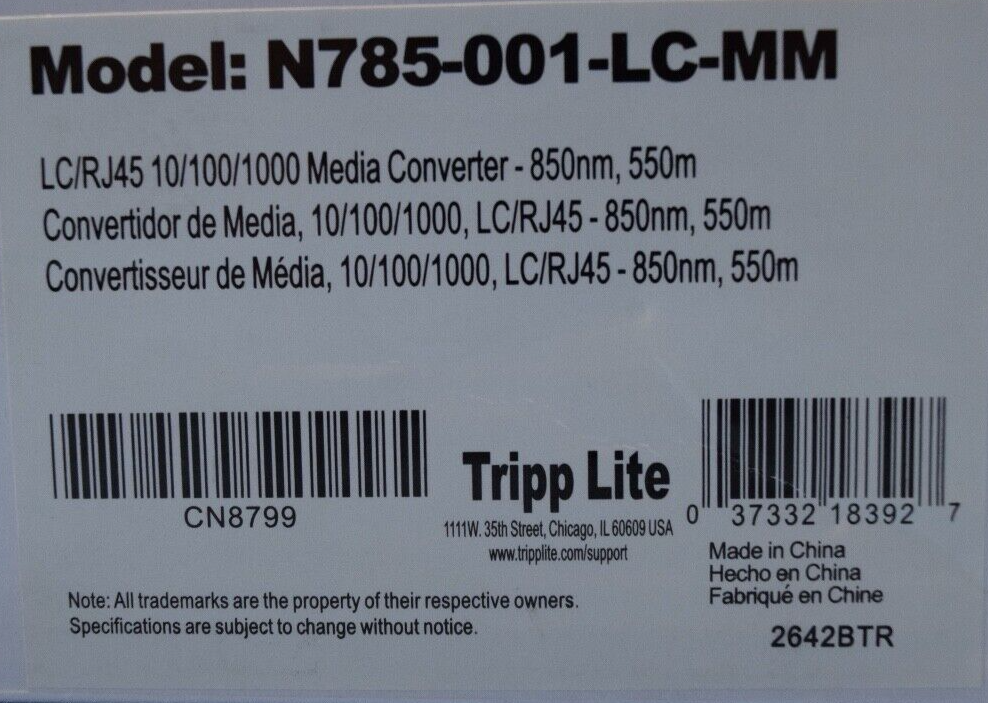 Model: N785-001-LC-MM
LC/RJ45 10/100/1000 Media Converter - 850nm, 550m
Convertidor de Media, 10/100/1000, LC/RJ45 - 850nm, 550m
Convertisseur de Média, 10/100/1000, LC/RJ45 - 850nm, 550m
CN8799
Tripp Lite
1111W. 35th Street, Chicago, IL 60609 USA
www.tripplite.com/support
0 37332 18392 7
Made in China
Hecho en China
Fabriqué en Chine
2642BTR
Note: All trademarks are the property of their respective owners.
Specifications are subject to change without notice.